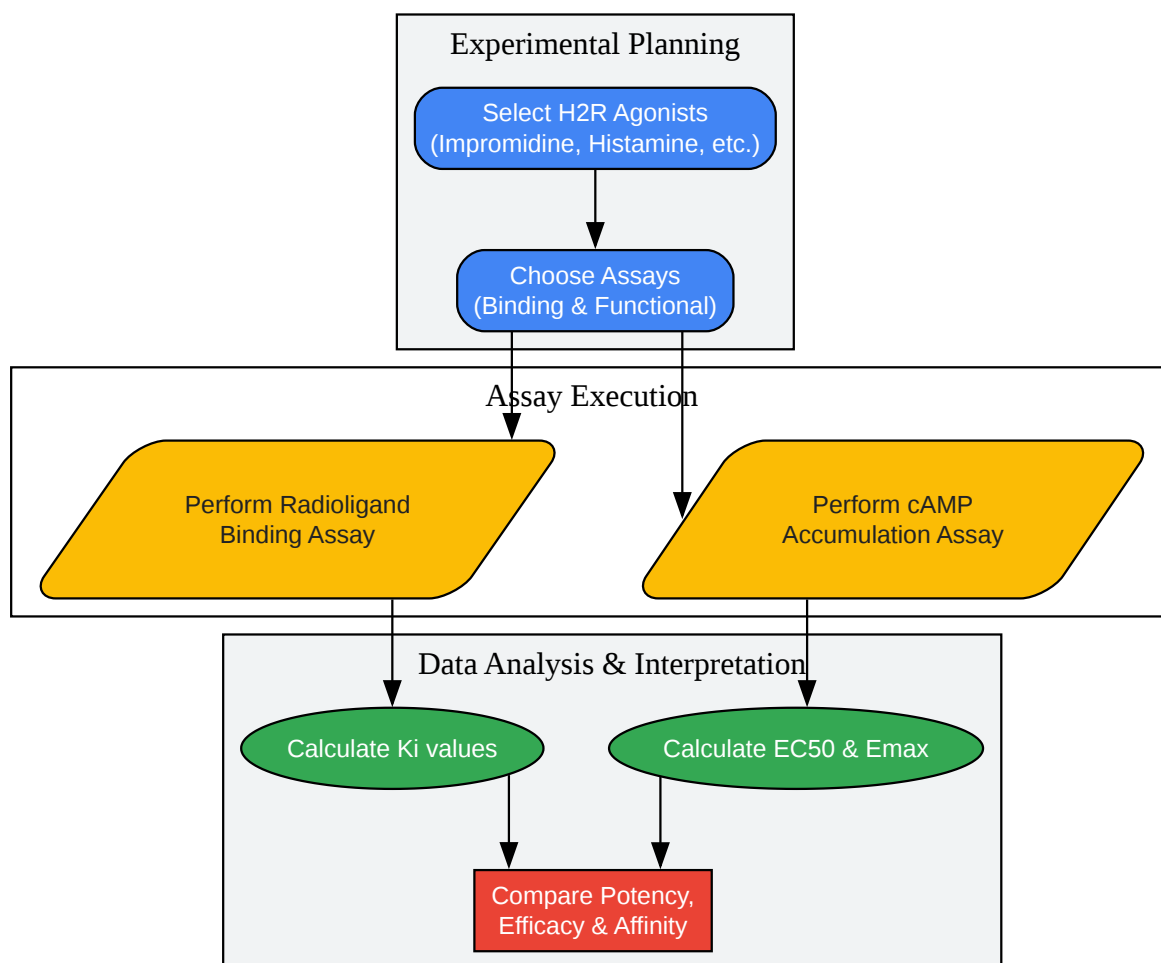 Experimental Planning
Select H2R Agonists
(Impromidine, Histamine, etc.)
Choose Assays
(Binding & Functional)
Assay Execution
Perform Radioligand
Binding Assay
Perform cAMP
Accumulation Assay
Data Analysis & Interpretation
Calculate Ki values
Calculate EC50 & Emax
Compare Potency,
Efficacy & Affinity